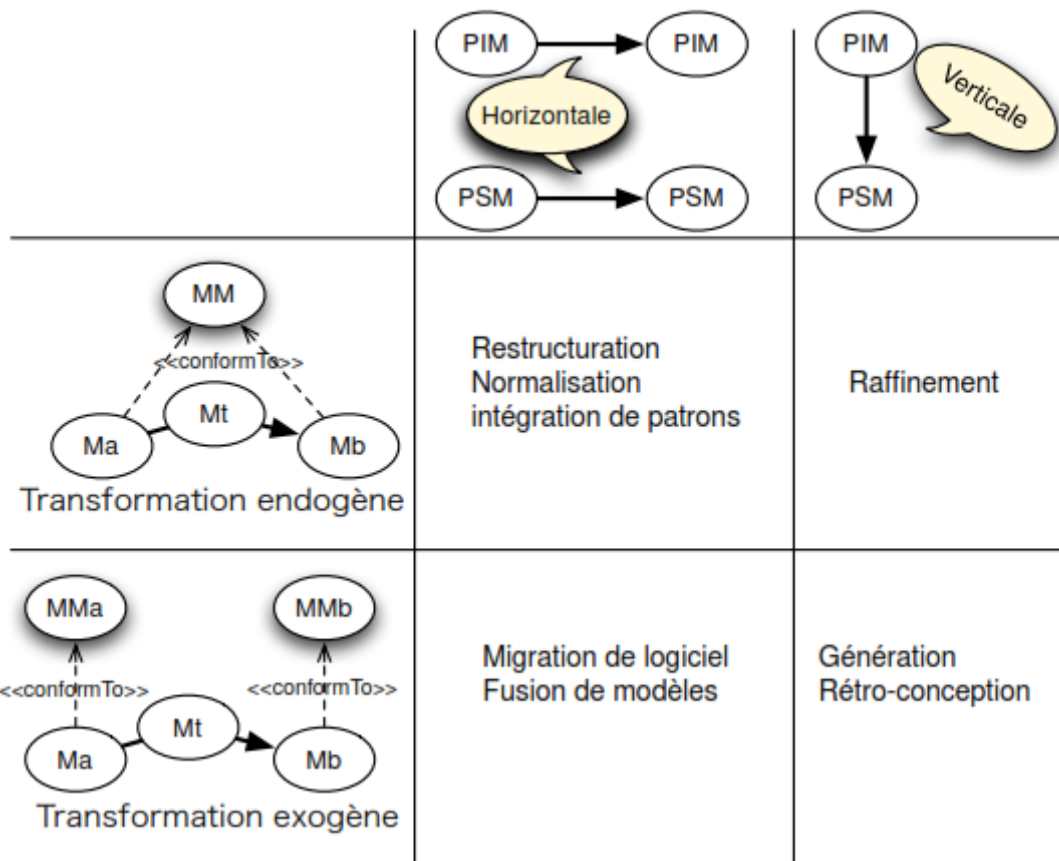 PIM
PIM
PIM
Verticale
Horizontale
PSM
PSM
PSM
MM
<<conformTo>>
Mt
Ma
Mb
Transformation endogène
Restructuration
Normalisation
intégration de patrons
Raffinement
MMa
MMb
<<conformTo>>
<<conformTo>>
Mt
Ma
Mb
Transformation exogène
Migration de logiciel
Fusion de modèles
Génération
Rétro-conception